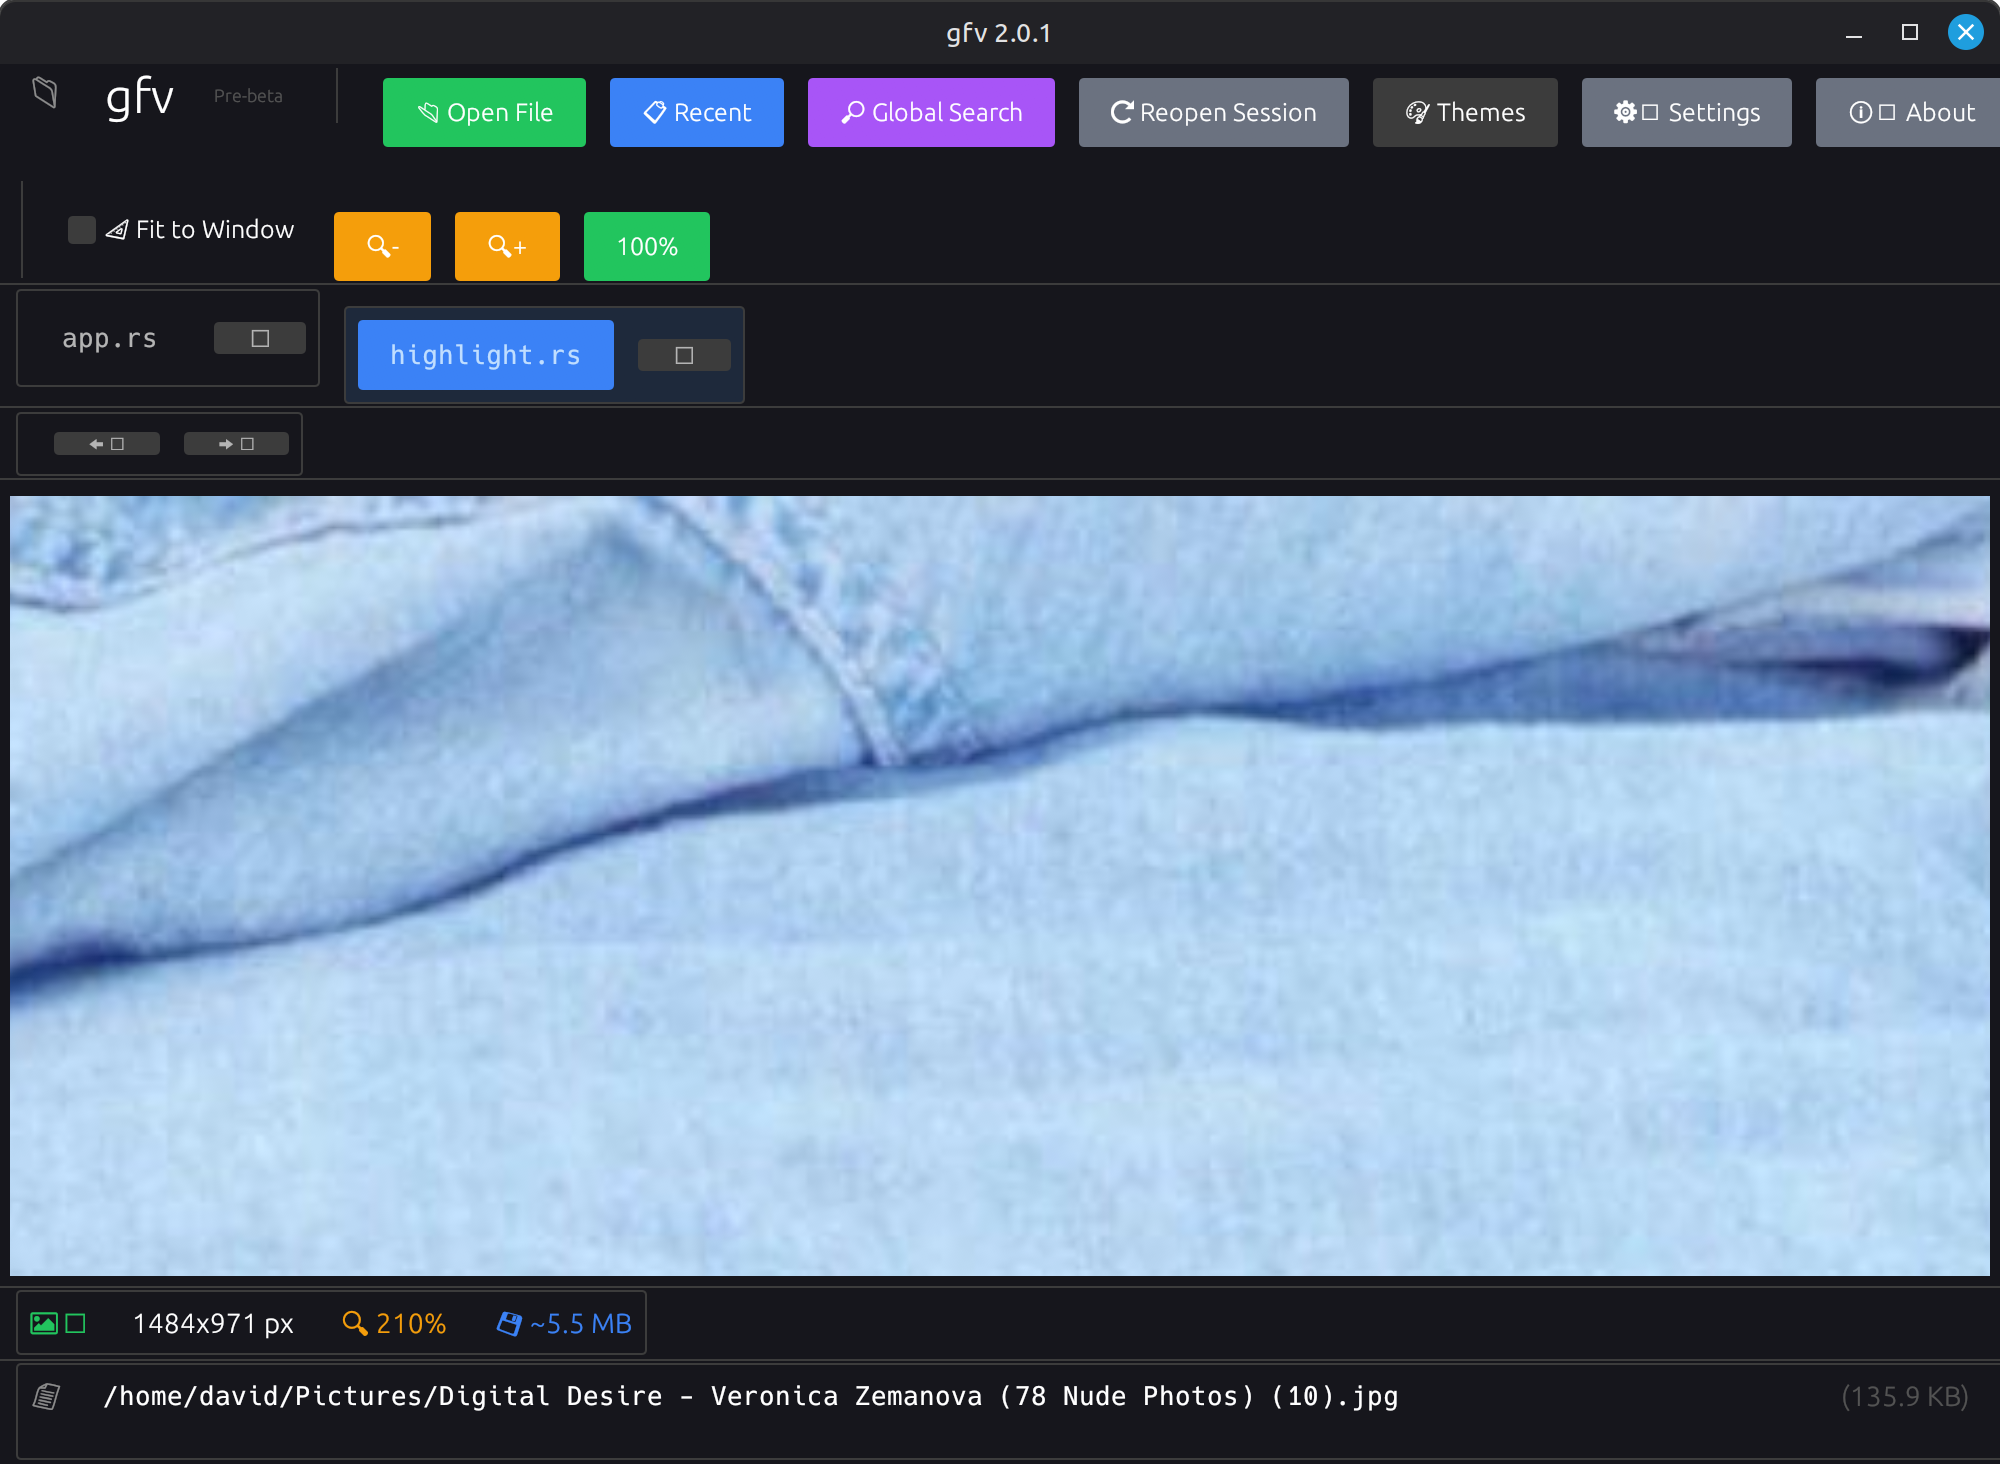 gfv 2.0.1
gfv Pre-beta Open File Recent Global Search Reopen Session Themes Settings About
Fit to Window - + 100%
app.rs highlight.rs
1484x971 px 210% ~5.5 MB
/home/david/Pictures/Digital Desire - Veronica Zemanova (78 Nude Photos) (10).jpg (135.9 KB)